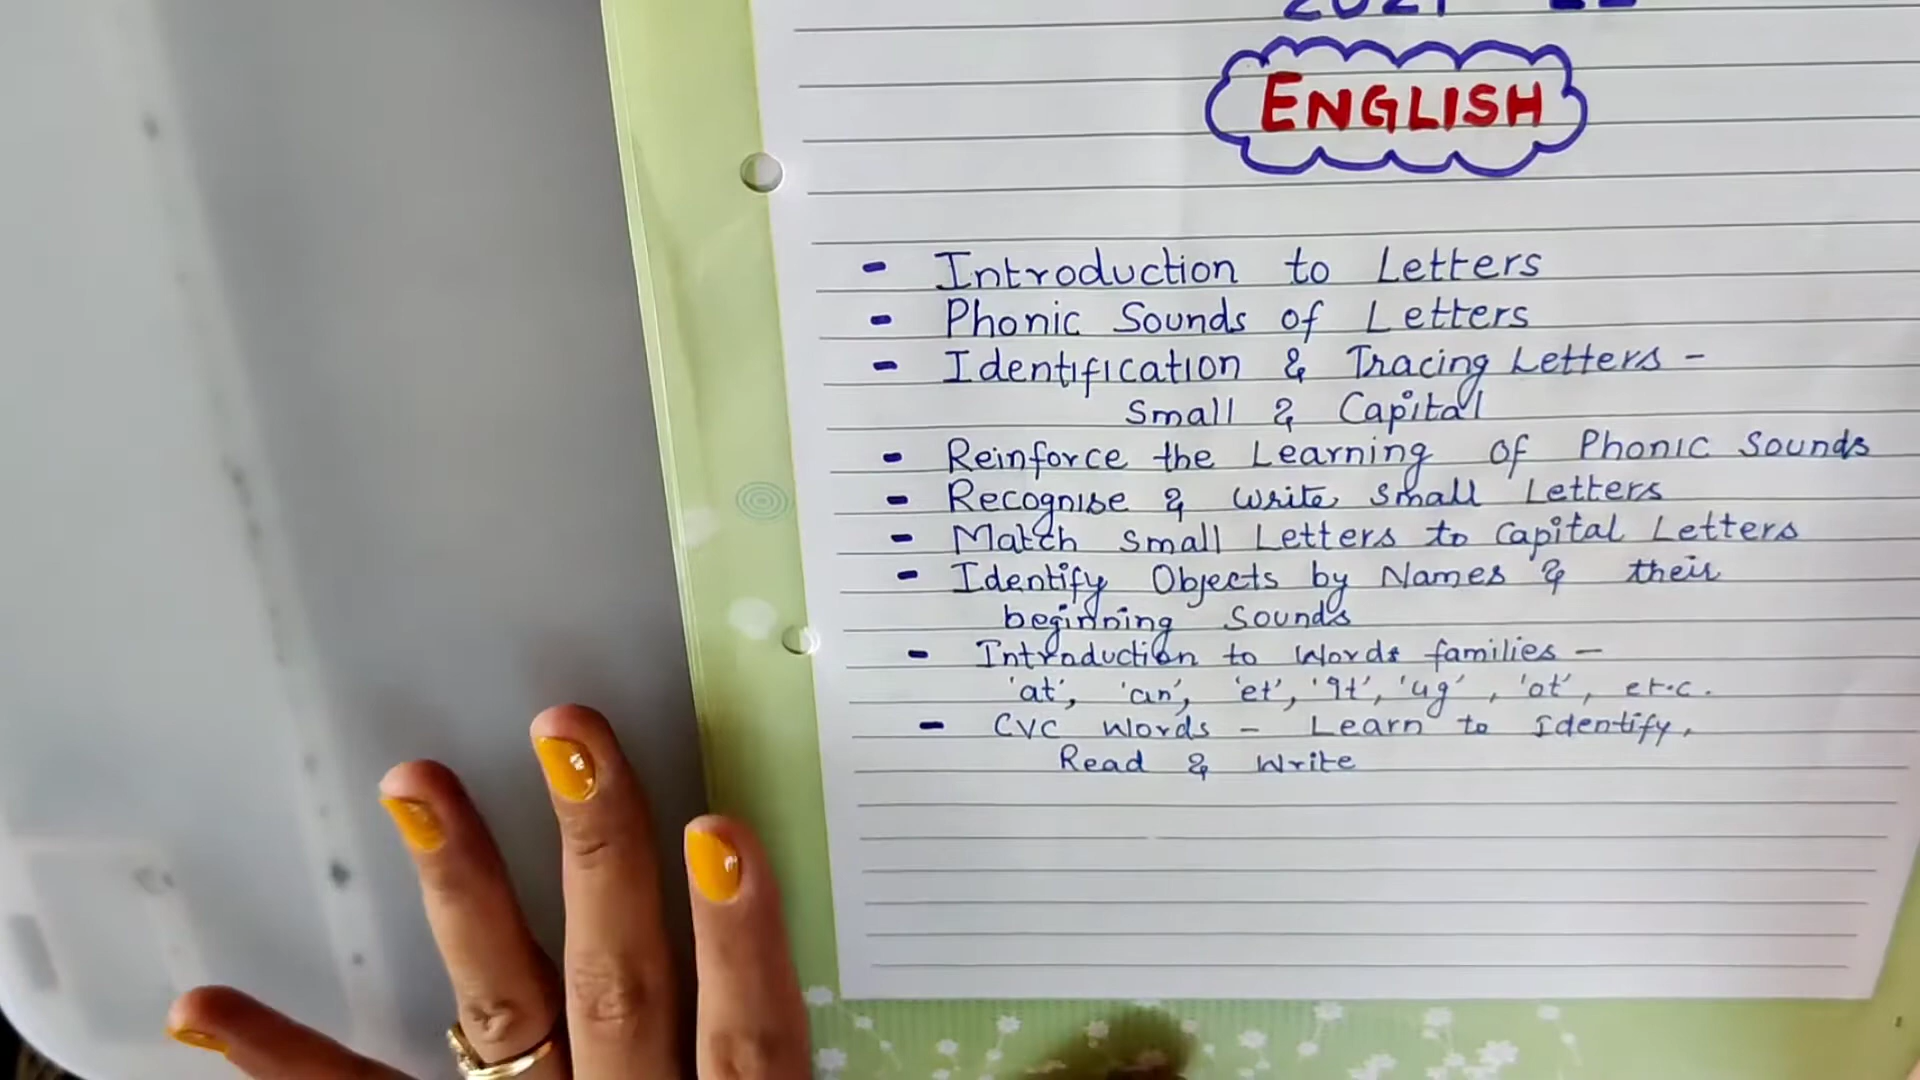 2021 - 22
ENGLISH
- Introduction to Letters
- Phonic Sounds of Letters
- Identification & Tracing Letters -
Small & Capital
- Reinforce the Learning of Phonic Sounds
- Recognise & write small Letters
- Match small Letters to Capital Letters
- Identify Objects by Names & their
beginning Sounds
- Introduction to Words families -
'at', 'an', 'et', 'it', 'ug', 'ot', etc.
- CVC Words - Learn to Identify,
Read & Write